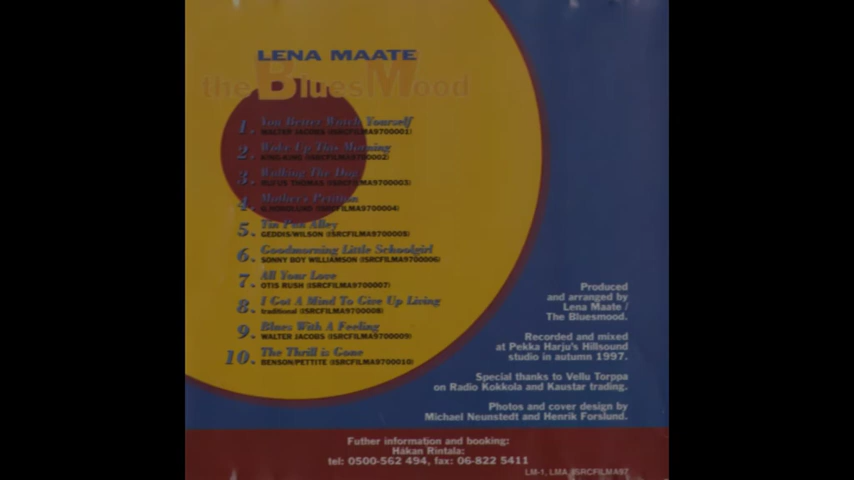 LENA MAATE
the Blues Mood
1. You Better Watch Yourself
WALTER JACOBS (ISRCFILMA9700001)
2. Woke Up This Morning
KING/KING (ISRCFILMA9700002)
3. Walking The Dog
RUFUS THOMAS (ISRCFILMA9700003)
4. Mother's Petition
(ISRCFILMA9700004)
5. Tin Pan Alley
GEDDIS/WILSON (ISRCFILMA9700005)
6. Goodmorning Little Schoolgirl
SONNY BOY WILLIAMSON (ISRCFILMA9700006)
7. All Your Love
OTIS RUSH (ISRCFILMA9700007)
8. I Got A Mind To Give Up Living
traditional (ISRCFILMA9700008)
9. Blues With A Feeling
WALTER JACOBS (ISRCFILMA9700009)
10. The Thrill is Gone
BENSON/PETTITE (ISRCFILMA9700010)
Produced
and arranged by
Lena Maate /
The Bluesmood.
Recorded and mixed
at Pekka Harju's Hillsound
studio in autumn 1997.
Special thanks to Vellu Torppa
on Radio Kokkola and Kaustar trading.
Photos and cover design by
Michael Neunstedt and Henrik Forslund.
Futher information and booking:
Håkan Rintala:
tel: 0500-562 494, fax: 06-822 5411
LM-1, LMA, ISRCFILMA97